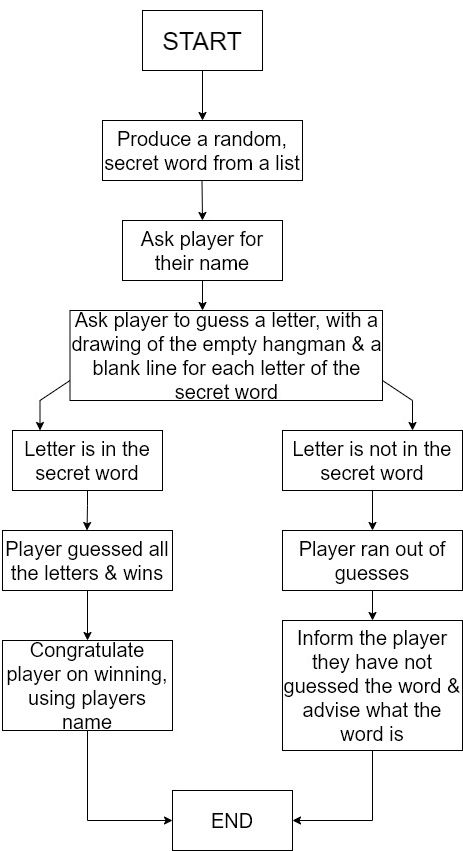 START
Produce a random,
secret word from a list
Ask player for
their name
Ask player to guess a letter, with a
drawing of the empty hangman & a
blank line for each letter of the
secret word
Letter is in the
secret word
Letter is not in the
secret word
Player guessed all
the letters & wins
Player ran out of
guesses
Congratulate
player on winning,
using players
name
Inform the player
they have not
guessed the word &
advise what the
word is
END